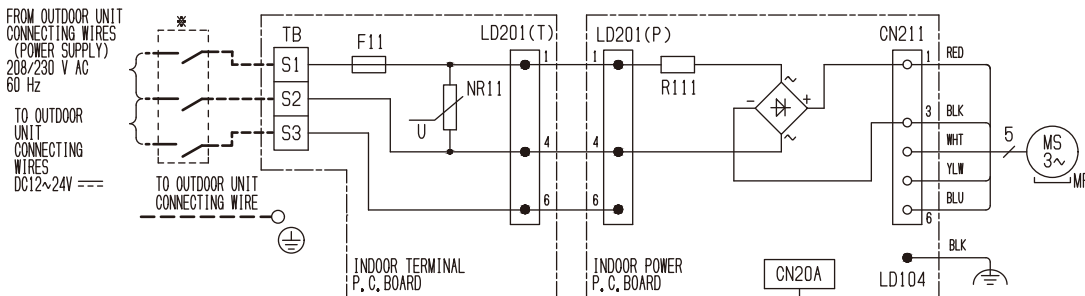 FROM OUTDOOR UNIT
CONNECTING WIRES
(POWER SUPPLY)
208/230 V AC
60 Hz
※
TO OUTDOOR
UNIT
CONNECTING
WIRES
DC12~24V
TO OUTDOOR UNIT
CONNECTING WIRE
TB
S1
S2
S3
F11
NR11
U
LD201(T)
1
4
6
INDOOR TERMINAL
P.C.BOARD
LD201(P)
1
4
6
R111
~
-
+
~
INDOOR POWER
P.C.BOARD
CN20A
CN211
1
3
6
RED
BLK
WHT
YLW
BLU
5
MS
3~
LD104
BLK